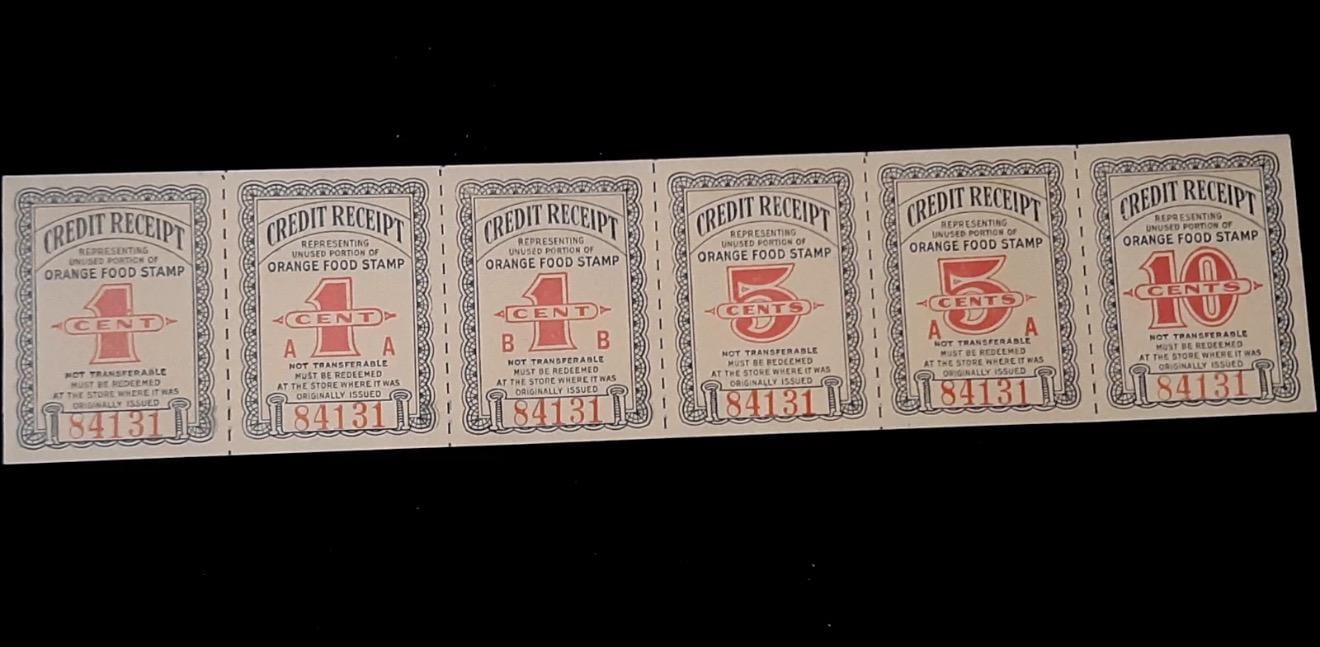 CREDIT RECEIPT
REPRESENTING
UNUSED PORTION OF
ORANGE FOOD STAMP
1
CENT
NOT TRANSFERABLE
MUST BE REDEEMED
AT THE STORE WHERE IT WAS
ORIGINALLY ISSUED
84131
CREDIT RECEIPT
REPRESENTING
UNUSED PORTION OF
ORANGE FOOD STAMP
1
CENT
A A
NOT TRANSFERABLE
MUST BE REDEEMED
AT THE STORE WHERE IT WAS
ORIGINALLY ISSUED
84131
CREDIT RECEIPT
REPRESENTING
UNUSED PORTION OF
ORANGE FOOD STAMP
1
CENT
B B
NOT TRANSFERABLE
MUST BE REDEEMED
AT THE STORE WHERE IT WAS
ORIGINALLY ISSUED
84131
CREDIT RECEIPT
REPRESENTING
UNUSED PORTION OF
ORANGE FOOD STAMP
5
CENTS
NOT TRANSFERABLE
MUST BE REDEEMED
AT THE STORE WHERE IT WAS
ORIGINALLY ISSUED
84131
CREDIT RECEIPT
REPRESENTING
UNUSED PORTION OF
ORANGE FOOD STAMP
5
CENTS
A A
NOT TRANSFERABLE
MUST BE REDEEMED
AT THE STORE WHERE IT WAS
ORIGINALLY ISSUED
84131
CREDIT RECEIPT
REPRESENTING
UNUSED PORTION OF
ORANGE FOOD STAMP
10
CENTS
NOT TRANSFERABLE
MUST BE REDEEMED
AT THE STORE WHERE IT WAS
ORIGINALLY ISSUED
84131